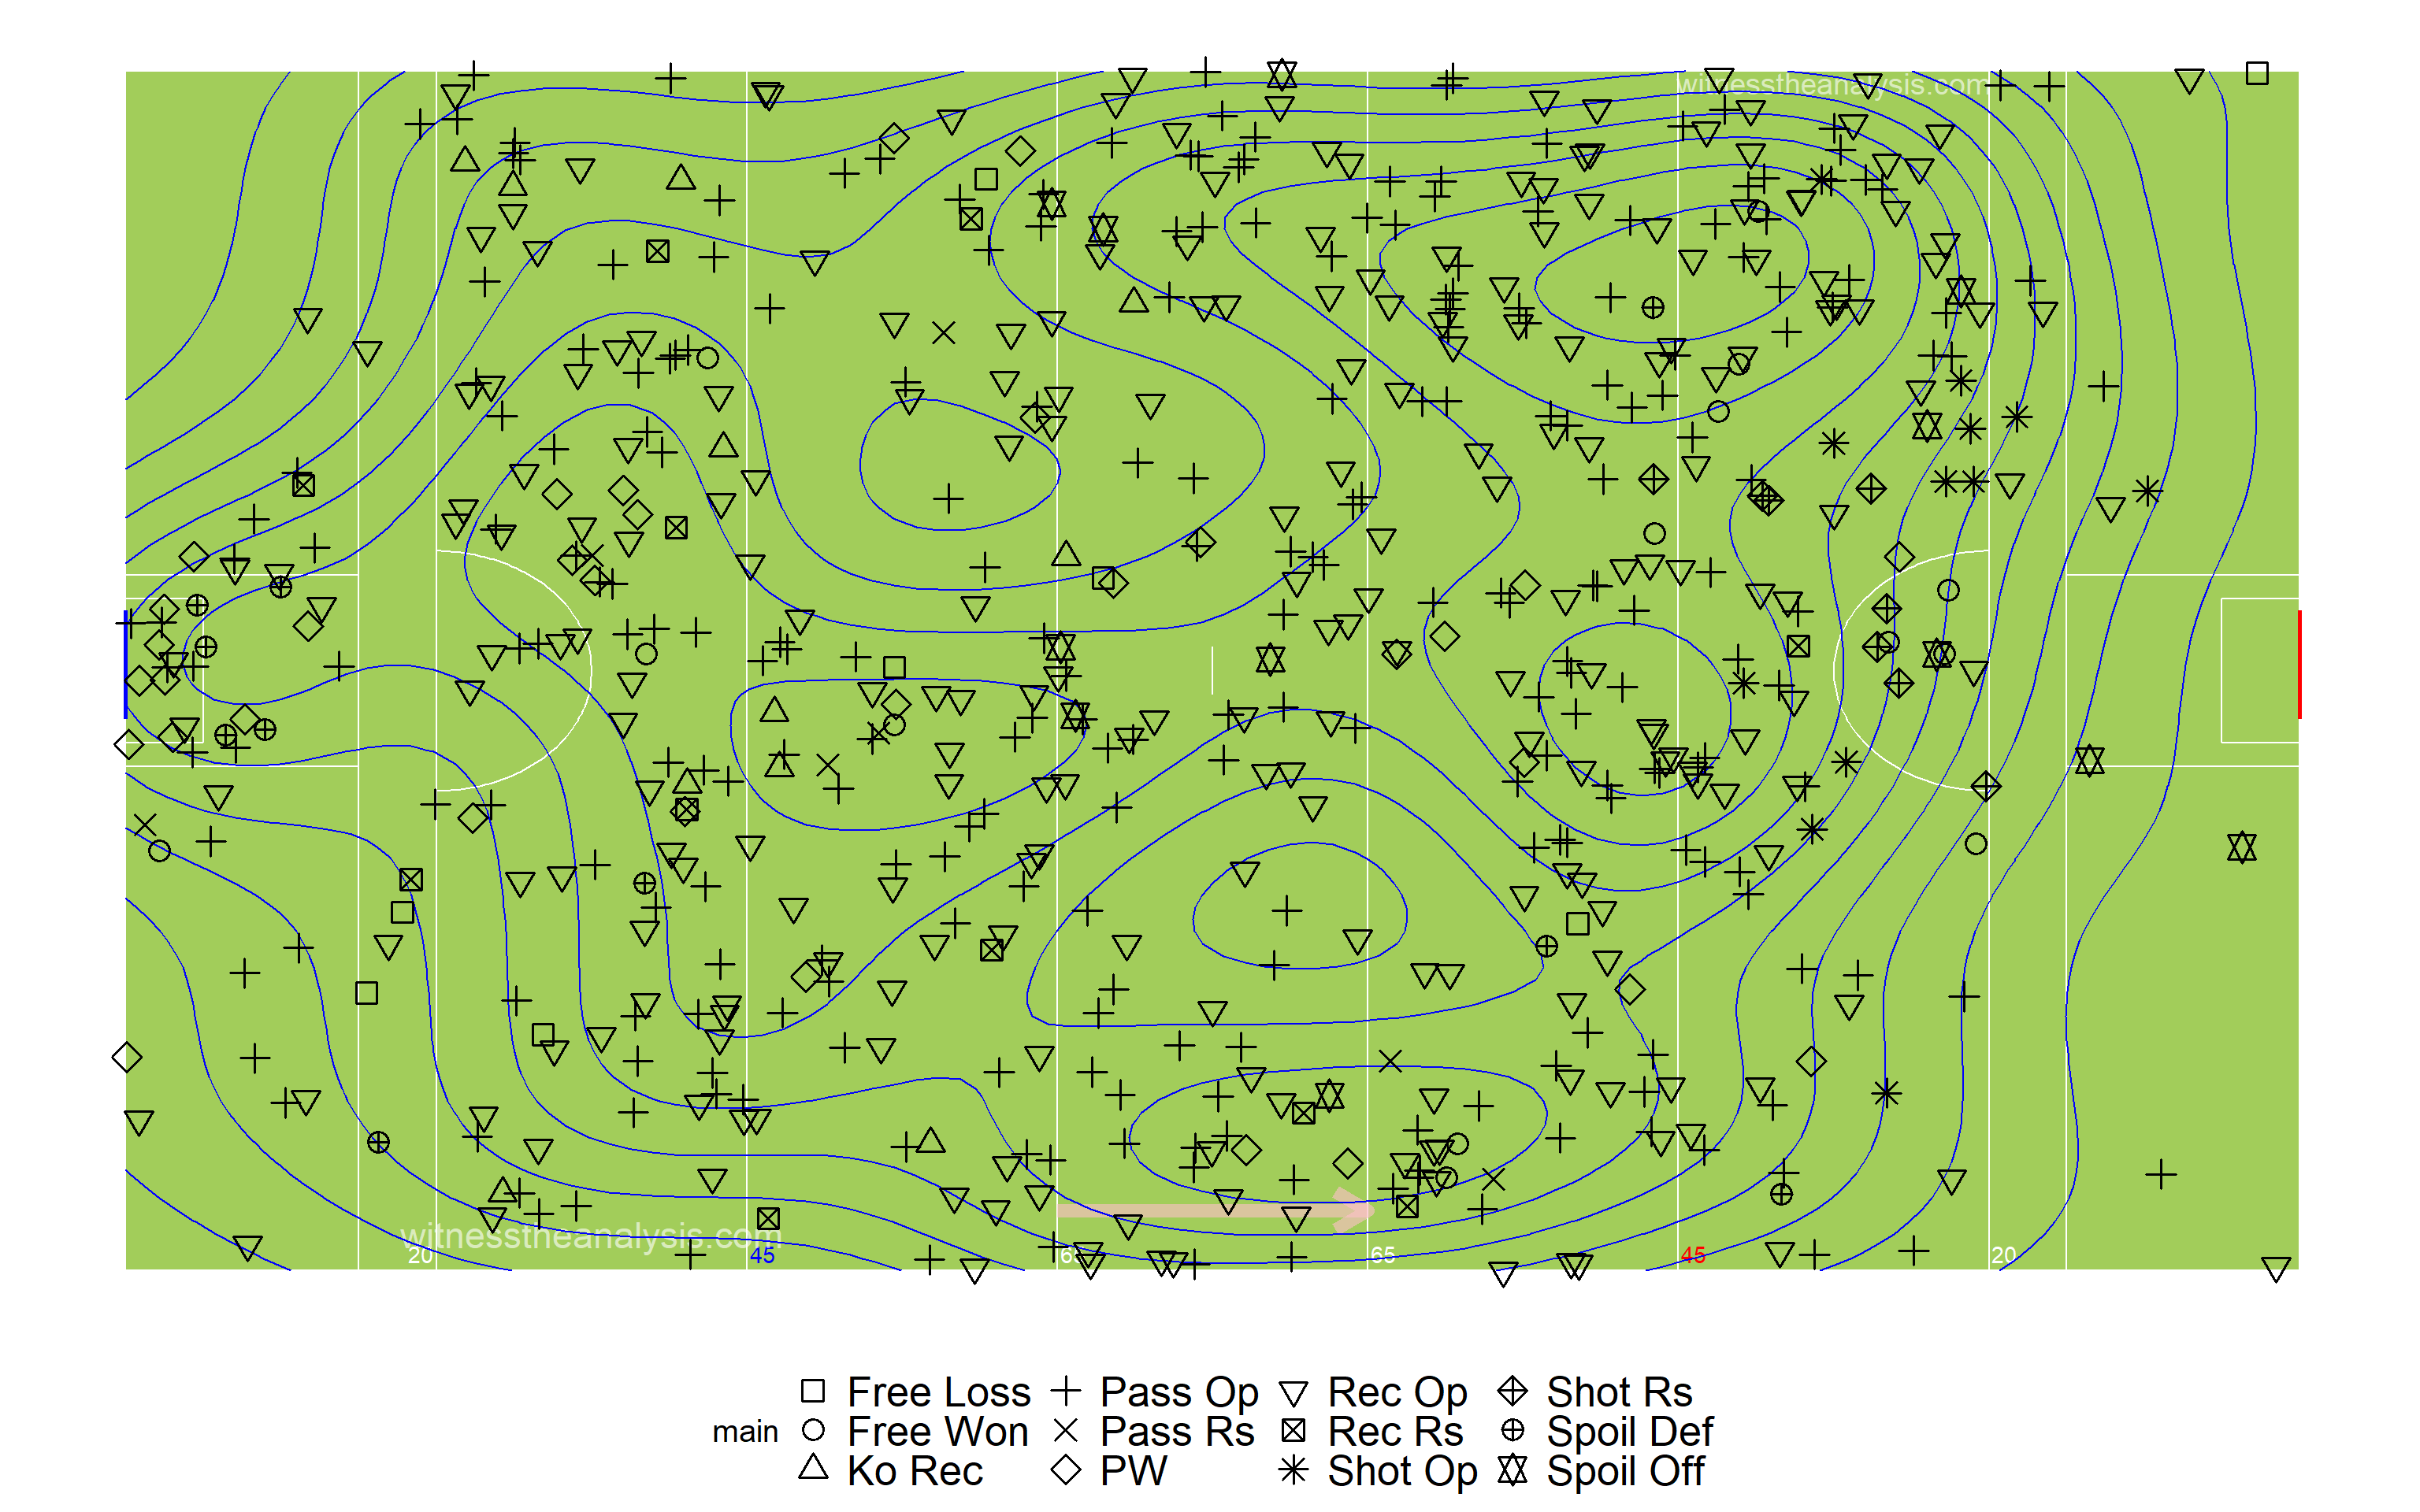 witnesstheanalysis.com
witnesstheanalysis.com
20 45 65 65 45 20
Free Loss Pass Op Rec Op Shot Rs
main Free Won Pass Rs Rec Rs Spoil Def
Ko Rec PW Shot Op Spoil Off